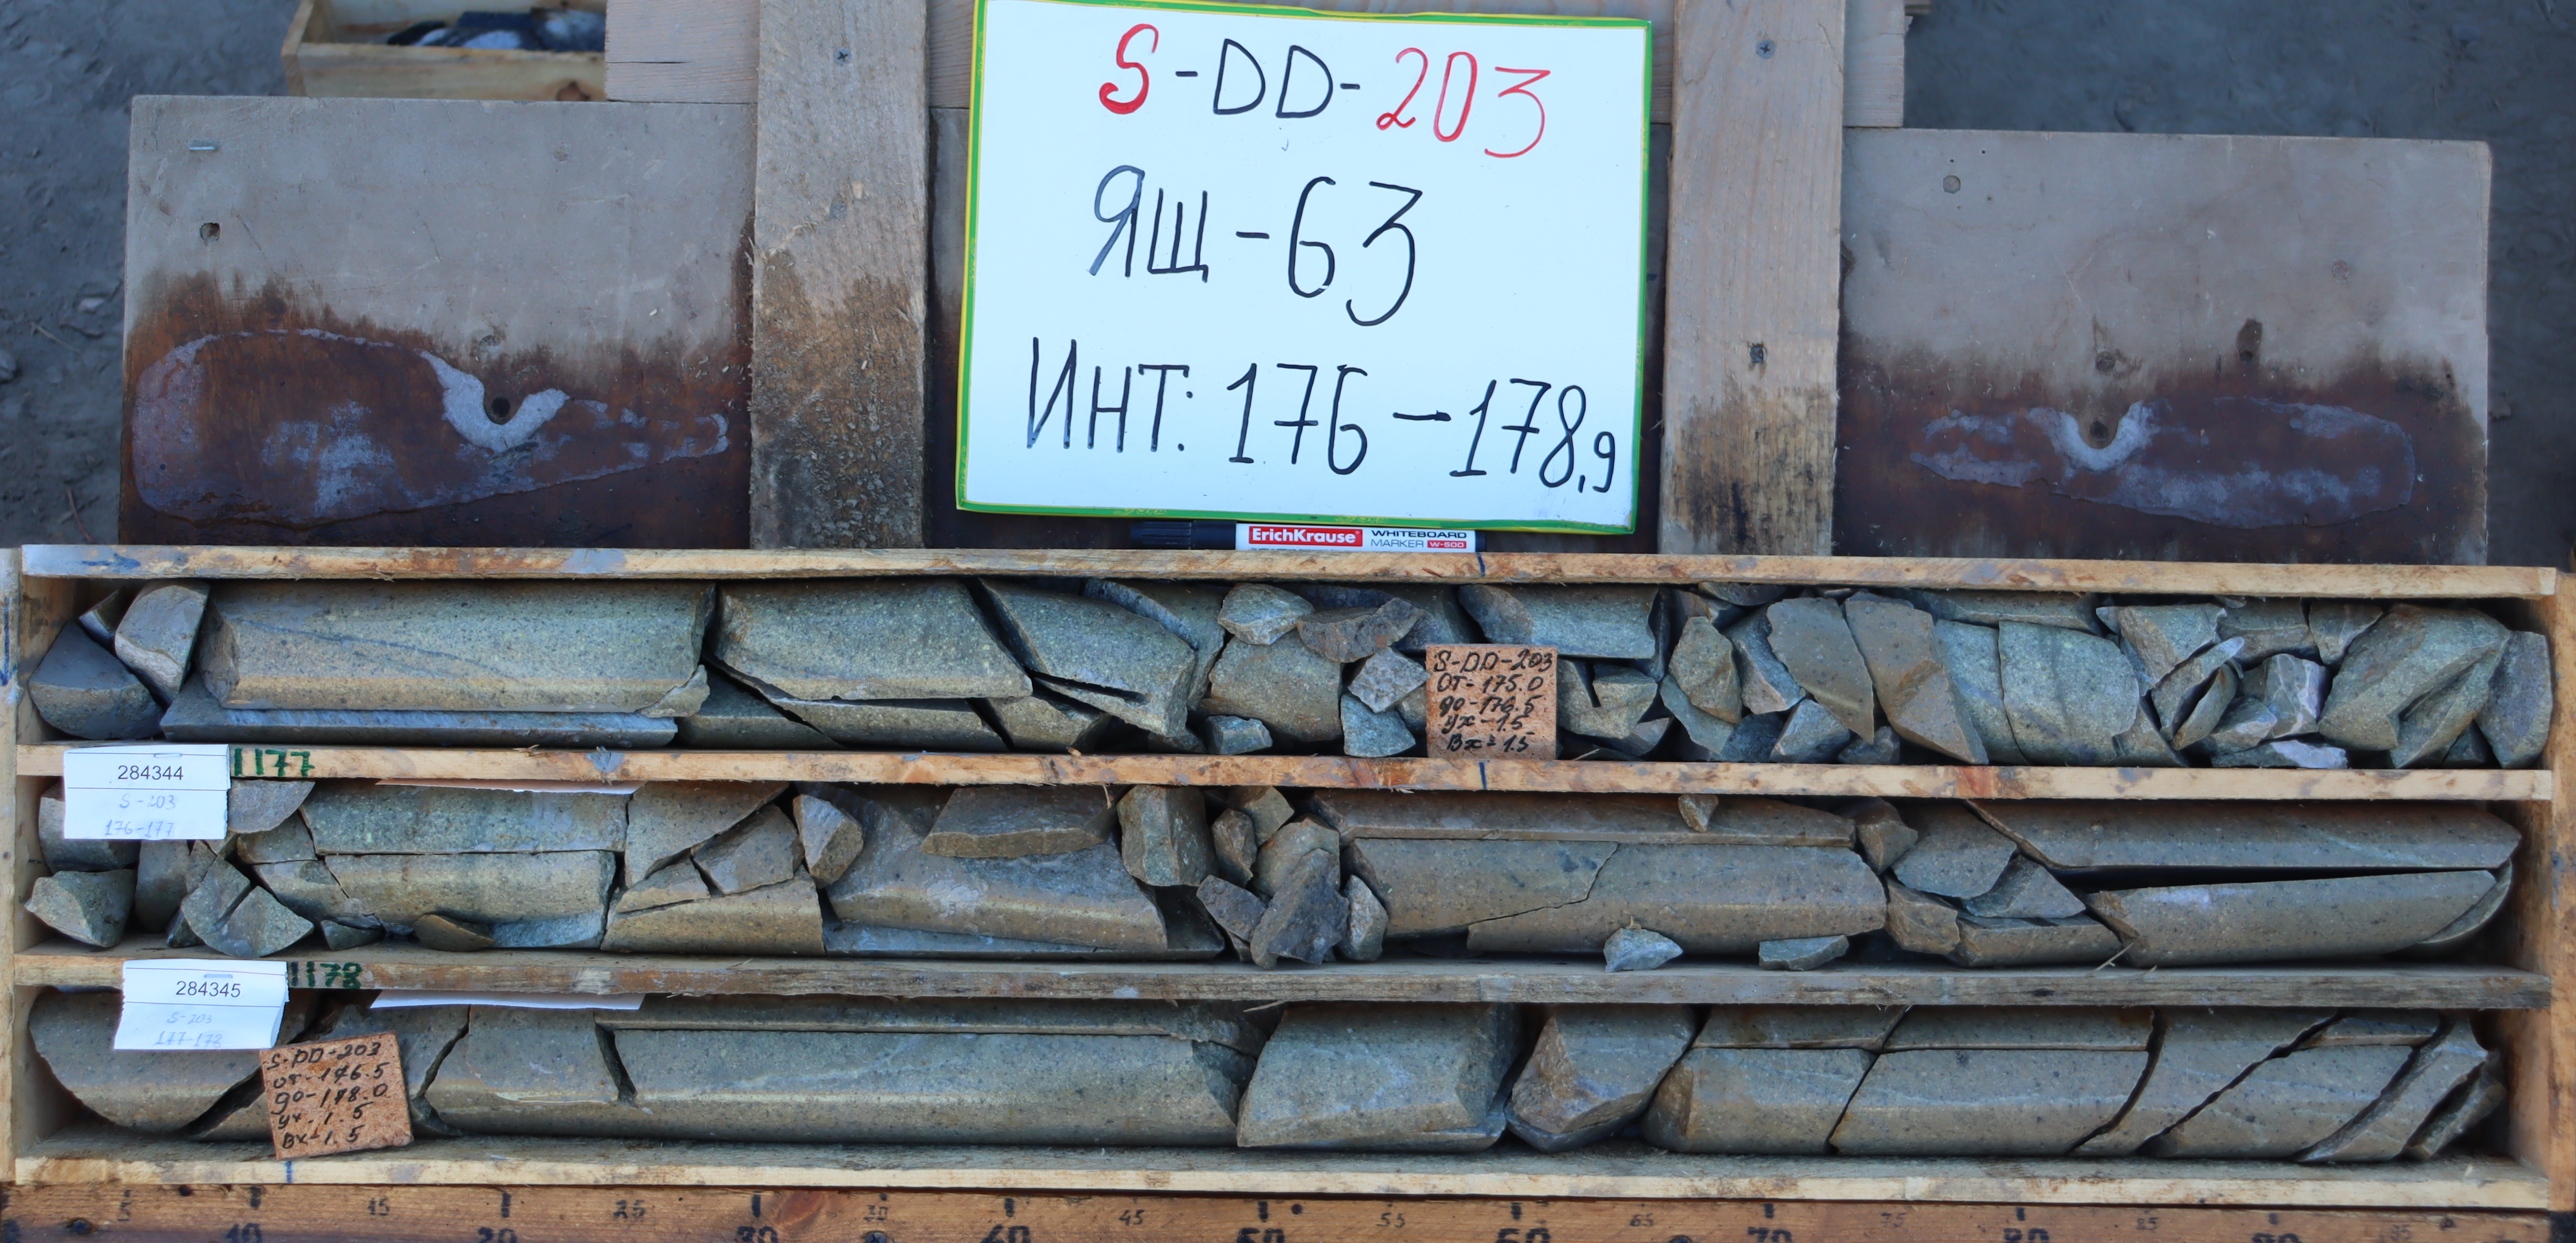 S-DD-203
ЯЩ-63
ИНТ: 176-178,9
ErichKrause WHITEBOARD
MARKER W-500
S-DD-203
ОТ-175.0
до-176.5
Ух-1.5
Вх-1.5
284344
S-203
176-177
177
284345
S-203
177-178
178
S-DD-203
от-176.5
до-178.0
Ух-1.5
Вх-1.5
5 15 25 35 45 55 65 75 85 95
10 20 30 40 50 60 70 80 90